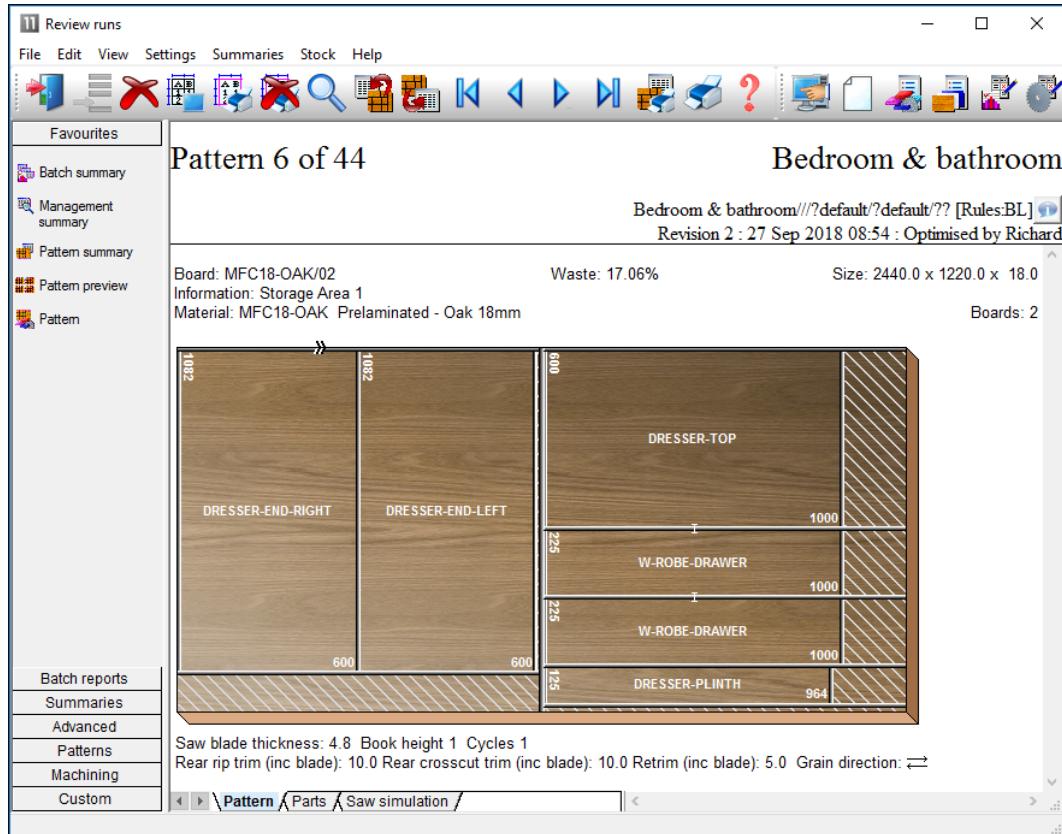 Review runs
File Edit View Settings Summaries Stock Help
Favourites
Batch summary
Management
summary
Pattern summary
Pattern preview
Pattern
Batch reports
Summaries
Advanced
Patterns
Machining
Custom
Pattern 6 of 44 Bedroom & bathroom
Bedroom & bathroom///?default/?default/?? [Rules:BL]
Revision 2 : 27 Sep 2018 08:54 : Optimised by Richard
Board: MFC18-OAK/02 Waste: 17.06% Size: 2440.0 x 1220.0 x 18.0
Information: Storage Area 1
Material: MFC18-OAK Prelaminated - Oak 18mm Boards: 2
1082 1082 600
DRESSER-TOP
DRESSER-END-RIGHT DRESSER-END-LEFT
1000
225
W-ROBE-DRAWER
1000
225
W-ROBE-DRAWER
600 600 1000
125
DRESSER-PLINTH
964
Saw blade thickness: 4.8 Book height 1 Cycles 1
Rear rip trim (inc blade): 10.0 Rear crosscut trim (inc blade): 10.0 Retrim (inc blade): 5.0 Grain direction:
Pattern Parts Saw simulation